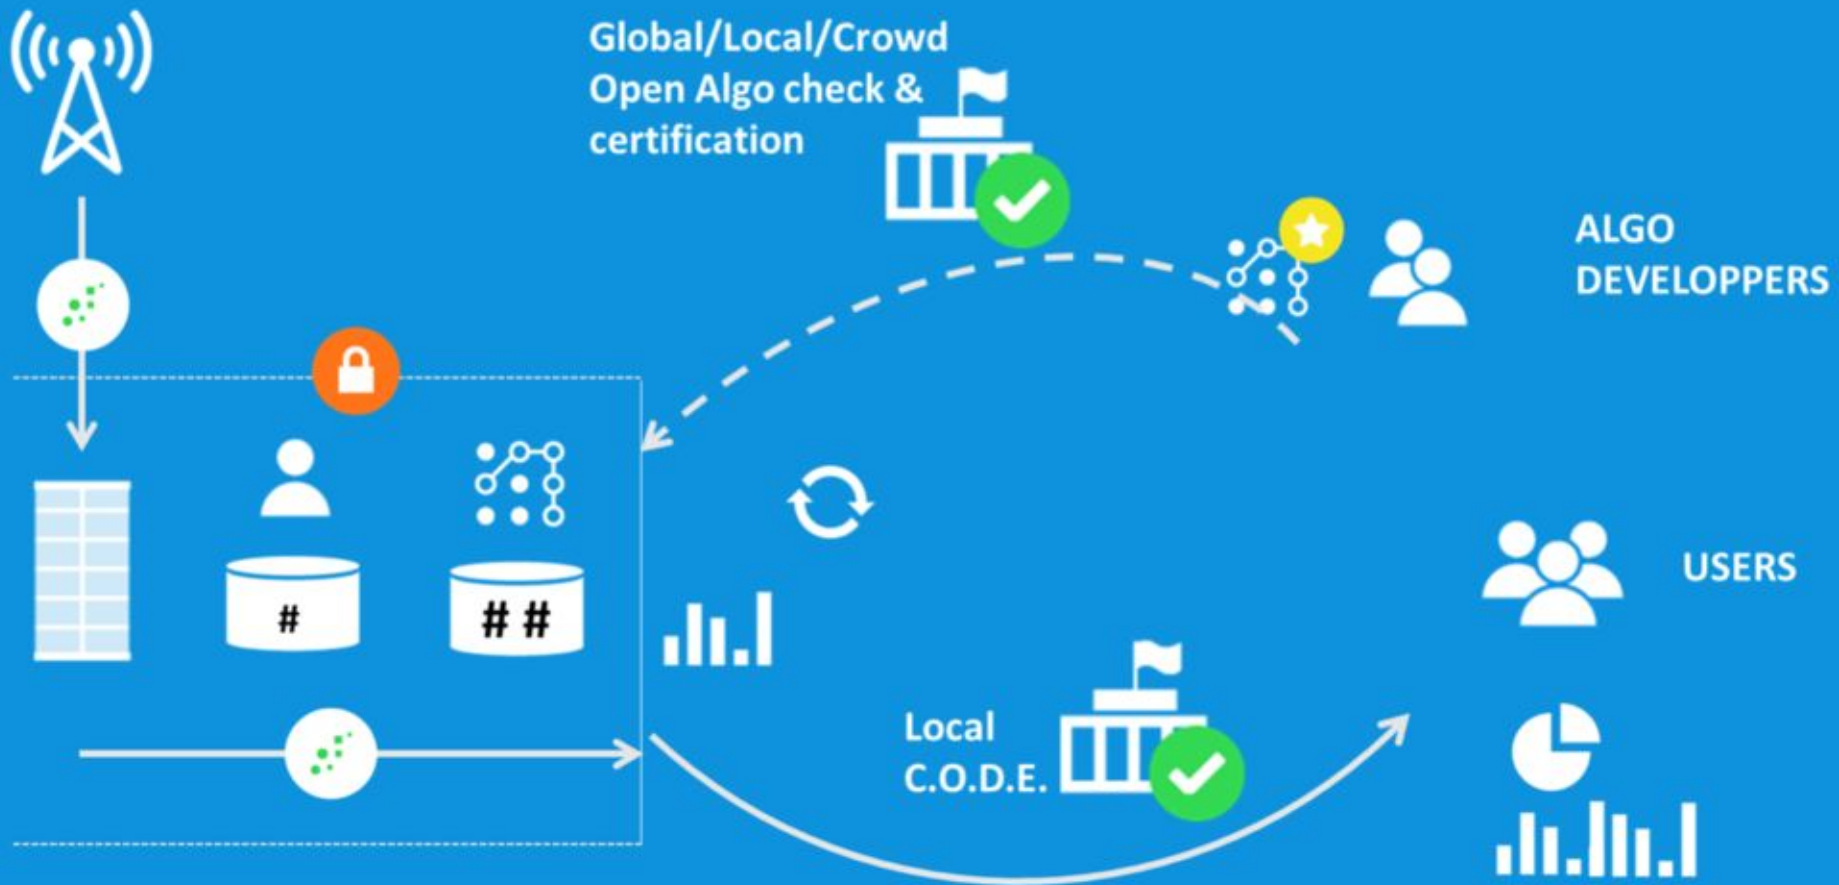 Global/Local/Crowd
Open Algo check &
certification
ALGO
DEVELOPPERS
#
# #
USERS
Local
C.O.D.E.